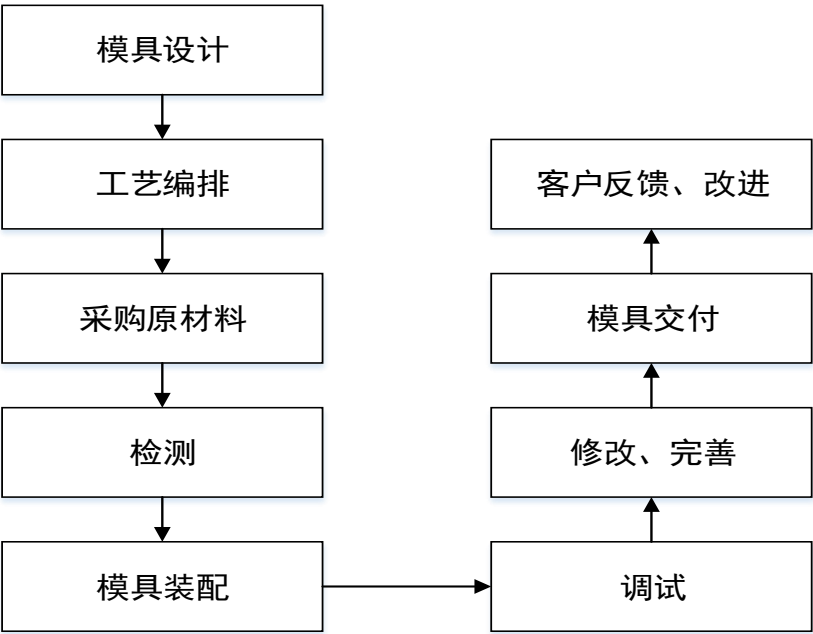 模具设计
工艺编排
采购原材料
检测
模具装配
调试
修改、完善
模具交付
客户反馈、改进